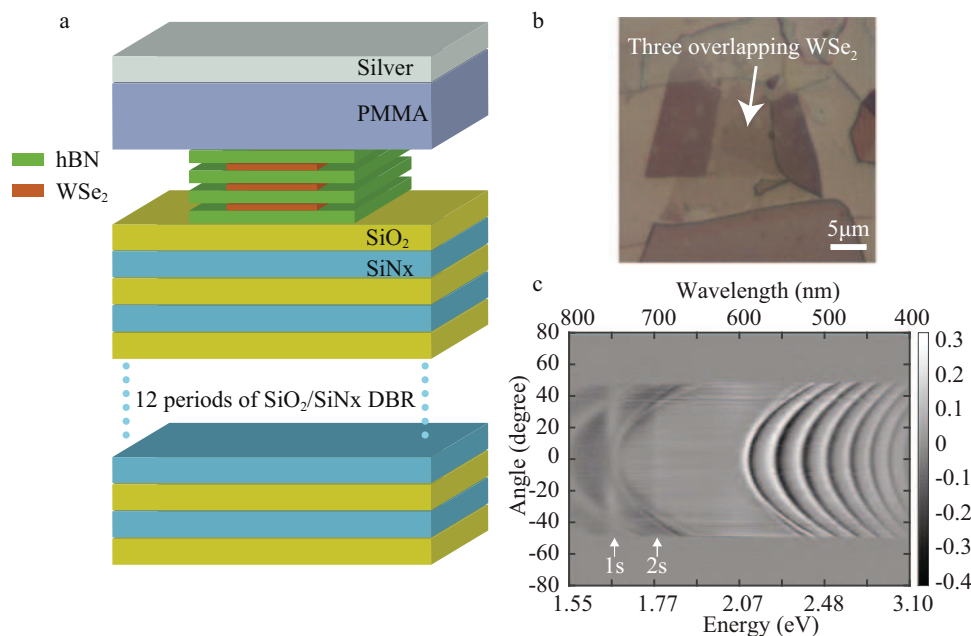 a
Silver
PMMA
hBN
WSe₂
SiO₂
SiNx
12 periods of SiO₂/SiNx DBR
b
Three overlapping WSe₂
5μm
c
Wavelength (nm)
800 700 600 500 400
80
60
40
20
0
-20
-40
-60
-80
Angle (degree)
1s 2s
0.3
0.2
0.1
0
-0.1
-0.2
-0.3
-0.4
1.55 1.77 2.07 2.48 3.10
Energy (eV)